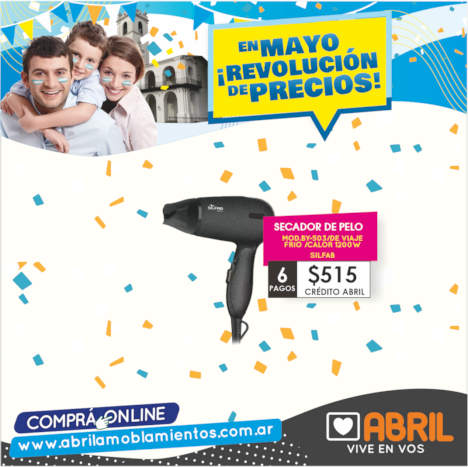 EN MAYO
¡REVOLUCIÓN
DE PRECIOS!
SILFAB
SECADOR DE PELO
MOD.BY-503/DE VIAJE
FRIO /CALOR 1200W
SILFAB
6
PAGOS
$515
CRÉDITO ABRIL
COMPRÁ ONLINE
www.abrilamoblamientos.com.ar
ABRIL
VIVE EN VOS